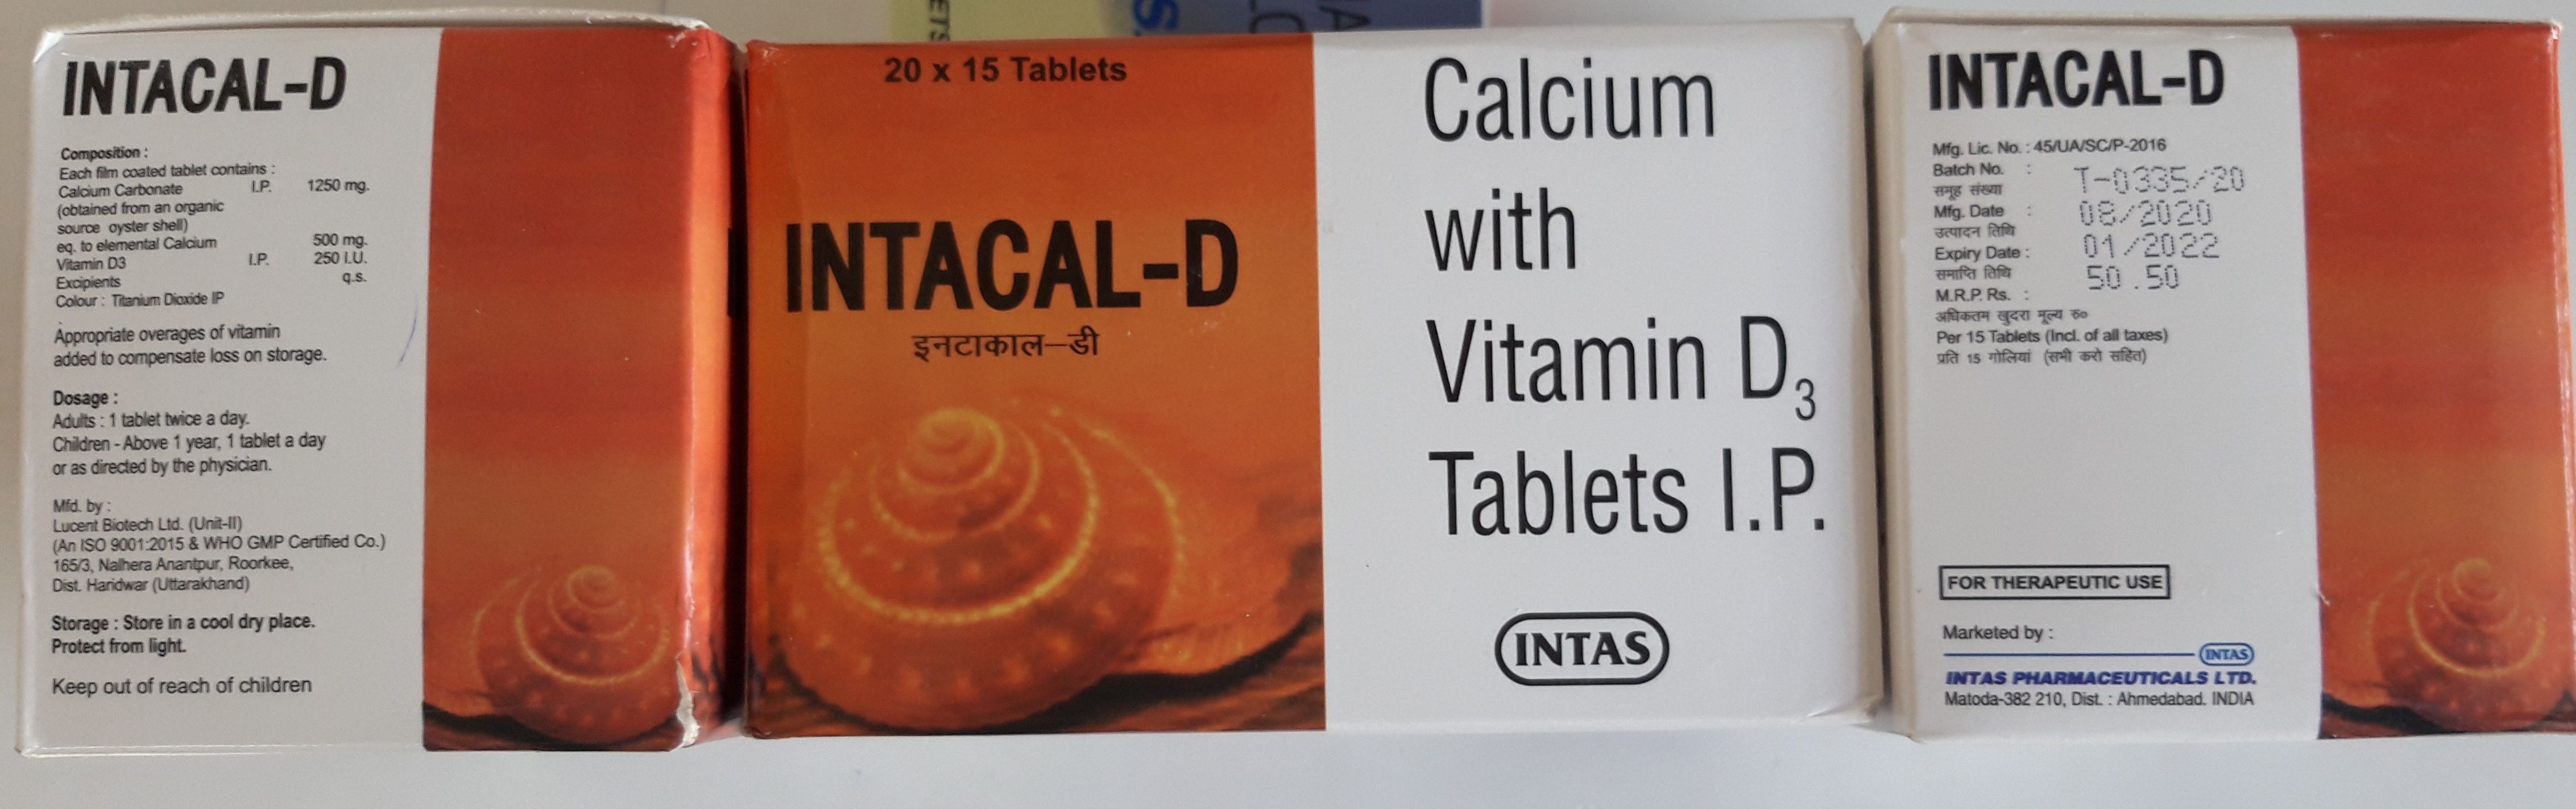 INTACAL-D
Composition :
Each film coated tablet contains :
Calcium Carbonate I.P. 1250 mg.
(obtained from an organic
source oyster shell)
eq. to elemental Calcium 500 mg.
Vitamin D3 I.P. 250 I.U.
Excipients q.s.
Colour : Titanium Dioxide IP
Appropriate overages of vitamin
added to compensate loss on storage.
Dosage :
Adults : 1 tablet twice a day.
Children - Above 1 year, 1 tablet a day
or as directed by the physician.
Mfd. by :
Lucent Biotech Ltd. (Unit-II)
(An ISO 9001:2015 & WHO GMP Certified Co.)
165/3, Nalhera Anantpur, Roorkee,
Dist. Haridwar (Uttarakhand)
Storage : Store in a cool dry place.
Protect from light.
Keep out of reach of children
20 x 15 Tablets
INTACAL-D
इनटाकाल-डी
Calcium
with
Vitamin D3
Tablets I.P.
INTAS
INTACAL-D
Mfg. Lic. No. : 45/UA/SC/P-2016
Batch No. : T-0335/20
समूह संख्या
Mfg. Date : 08/2020
उत्पादन तिथि
Expiry Date : 01/2022
समाप्ति तिथि
M.R.P. Rs. : 50.50
अधिकतम खुदरा मूल्य रु०
Per 15 Tablets (Incl. of all taxes)
प्रति 15 गोलियां (सभी करो सहित)
FOR THERAPEUTIC USE
Marketed by :
INTAS
INTAS PHARMACEUTICALS LTD.
Matoda-382 210, Dist. : Ahmedabad. INDIA